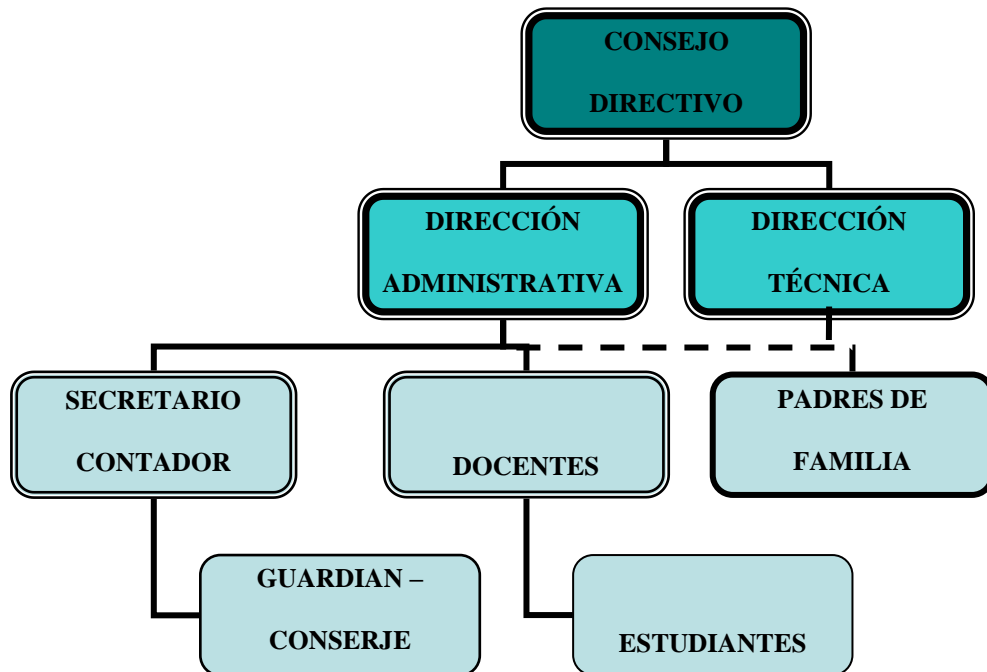 CONSEJO
DIRECTIVO
DIRECCIÓN
ADMINISTRATIVA
DIRECCIÓN
TÉCNICA
SECRETARIO
CONTADOR
DOCENTES
PADRES DE
FAMILIA
GUARDIAN –
CONSERJE
ESTUDIANTES